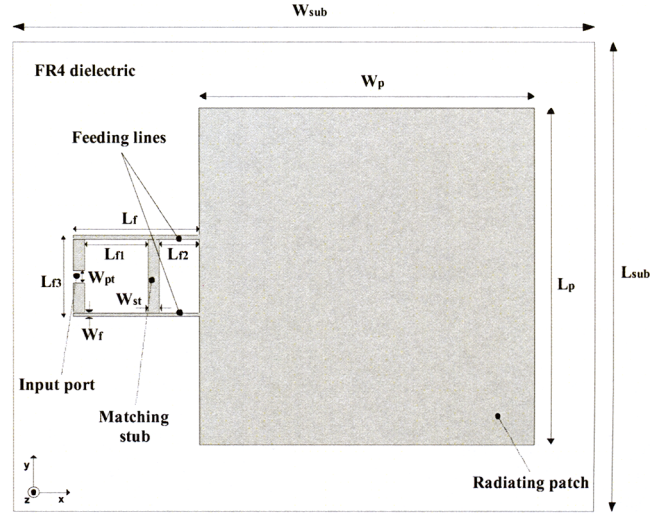 Wsub
FR4 dielectric
Wp
Feeding lines
Lf
Lf1
Lf2
Lf3
Wpt
Lsub
Lp
Wst
Wf
Input port
Matching
stub
y
Radiating patch
z
x